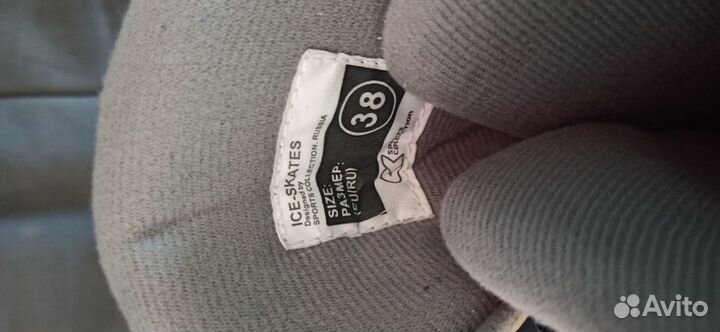 ICE-SKATES
Designed by
SPORTS COLLECTION. RUSSIA
SIZE:
РАЗМЕР:
(EU/RU)
38
Avito